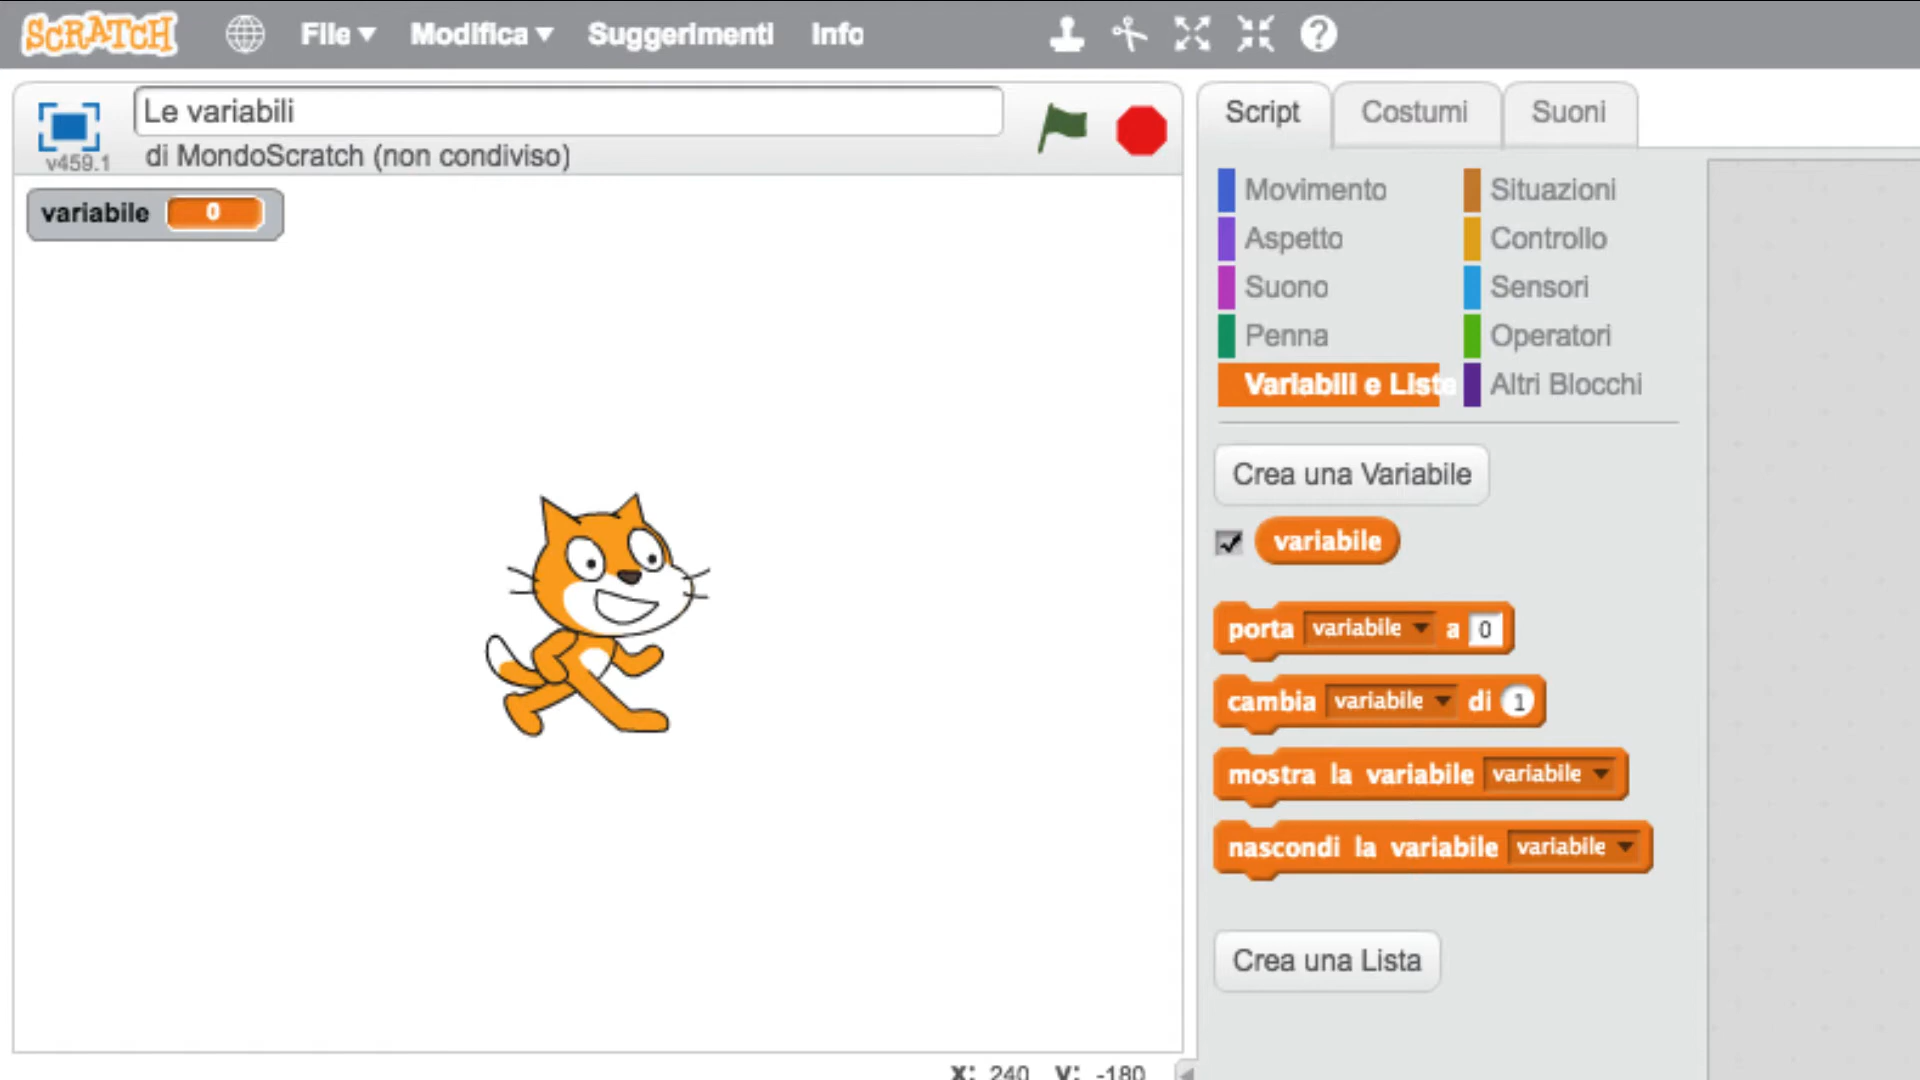 SCRATCH File Modifica Suggerimenti Info
Le variabili
v459.1 di MondoScratch (non condiviso)
variabile 0
Script Costumi Suoni
Movimento Situazioni
Aspetto Controllo
Suono Sensori
Penna Operatori
Variabili e Liste Altri Blocchi
Crea una Variabile
variabile
porta variabile a 0
cambia variabile di 1
mostra la variabile variabile
nascondi la variabile variabile
Crea una Lista
X: 240 Y: -180